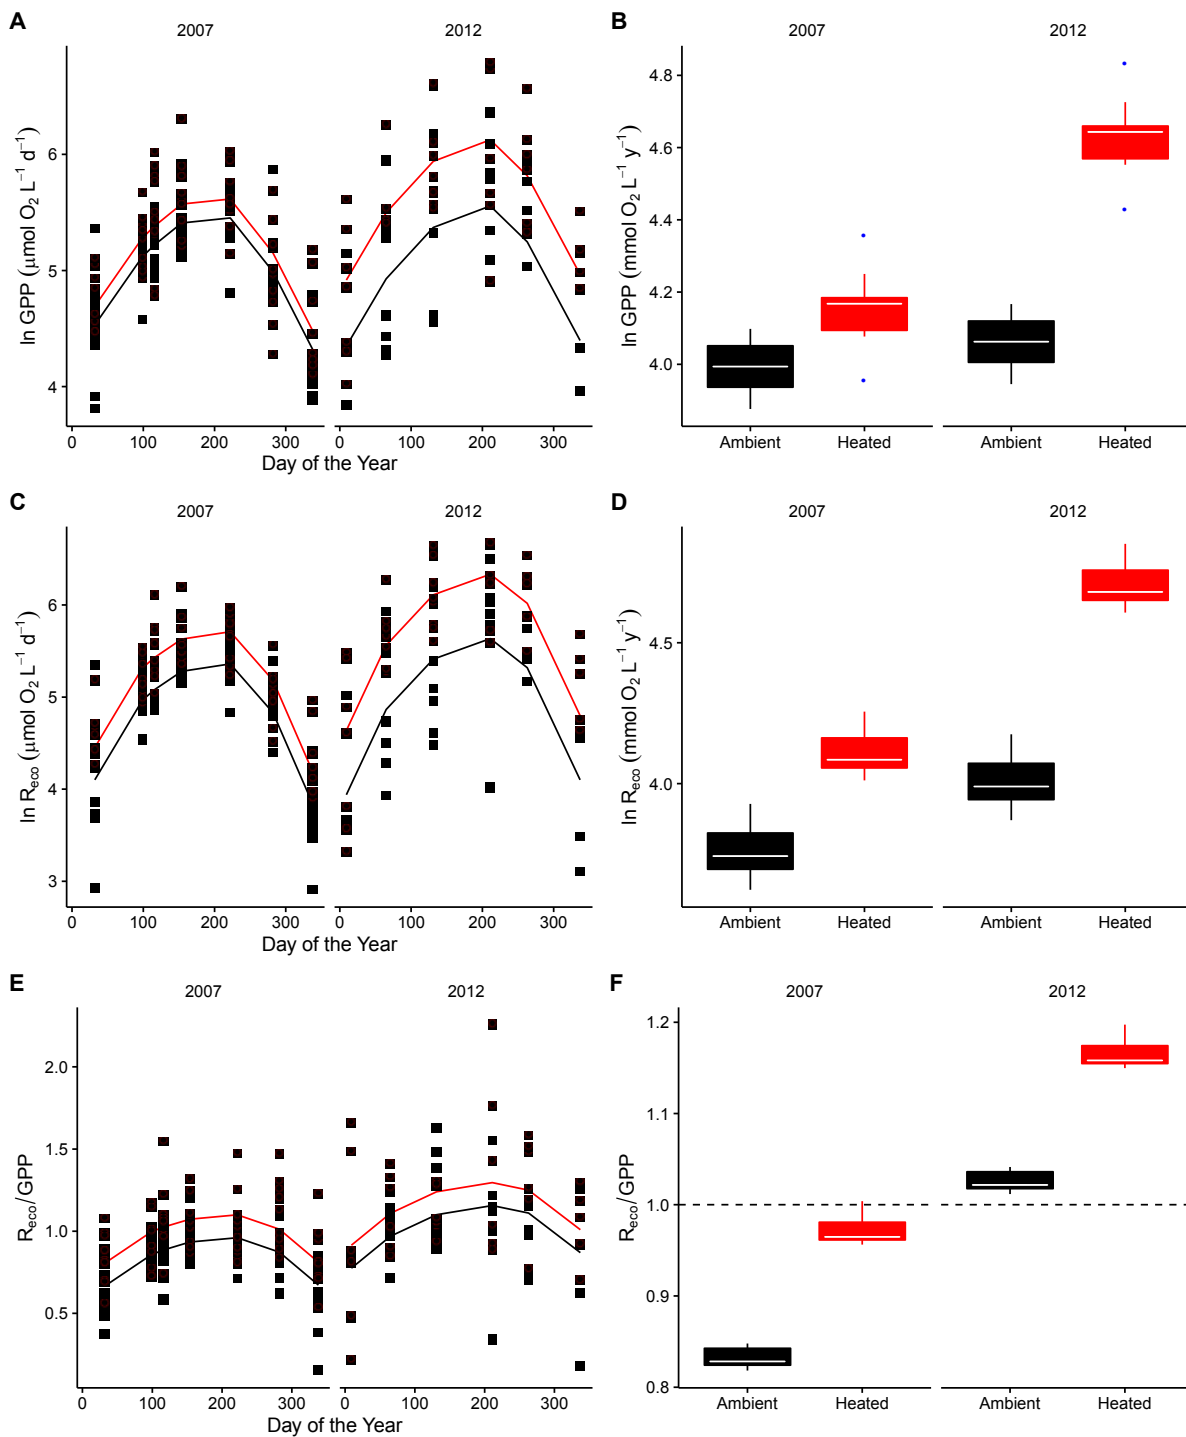 A
2007
2012
ln GPP (μmol O₂ L⁻¹ d⁻¹)
6
5
4
0 100 200 300 0 100 200 300
Day of the Year
B
2007
2012
ln GPP (mmol O₂ L⁻¹ y⁻¹)
4.8
4.6
4.4
4.2
4.0
Ambient Heated Ambient Heated
C
2007
2012
ln Reco (μmol O₂ L⁻¹ d⁻¹)
6
5
4
3
0 100 200 300 0 100 200 300
Day of the Year
D
2007
2012
ln Reco (mmol O₂ L⁻¹ y⁻¹)
4.5
4.0
Ambient Heated Ambient Heated
E
2007
2012
Reco/GPP
2.0
1.5
1.0
0.5
0 100 200 300 0 100 200 300
Day of the Year
F
2007
2012
Reco/GPP
1.2
1.1
1.0
0.9
0.8
Ambient Heated Ambient Heated